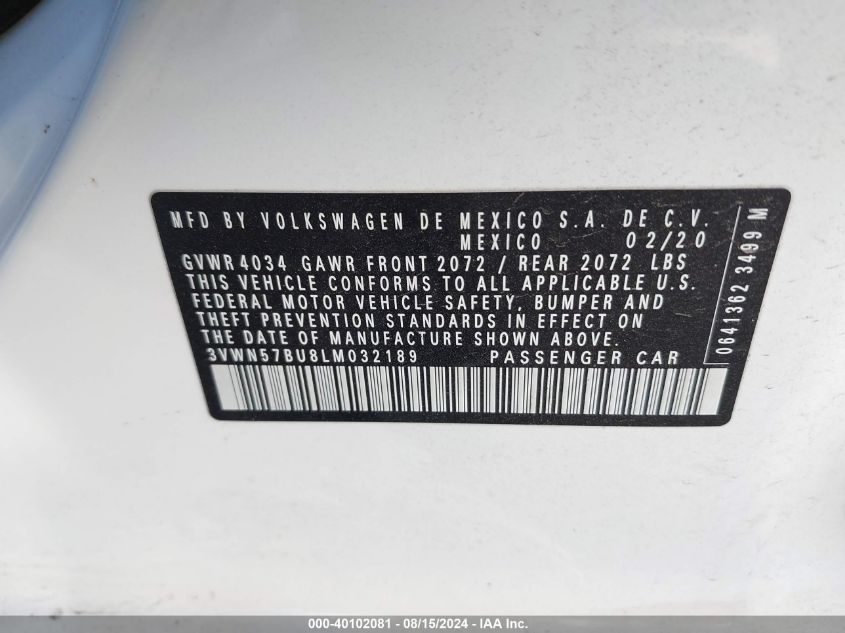 MFD BY VOLKSWAGEN DE MEXICO S.A. DE C.V.
MEXICO 02/20
GVWR 4034 GAWR FRONT 2072 / REAR 2072 LBS
THIS VEHICLE CONFORMS TO ALL APPLICABLE U.S.
FEDERAL MOTOR VEHICLE SAFETY, BUMPER AND
THEFT PREVENTION STANDARDS IN EFFECT ON
THE DATE OF MANUFACTURE SHOWN ABOVE.
3VWN57BU8LM032189 PASSENGER CAR
0641362 3499 M
000-40102081 - 08/15/2024 - IAA Inc.